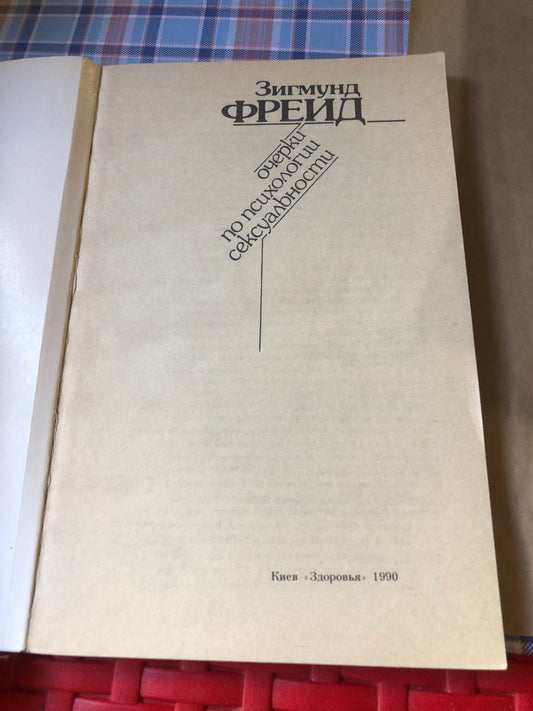 Зигмунд
ФРЕЙД
очерки
по психологии
сексуальности
Киев «Здоровья» 1990